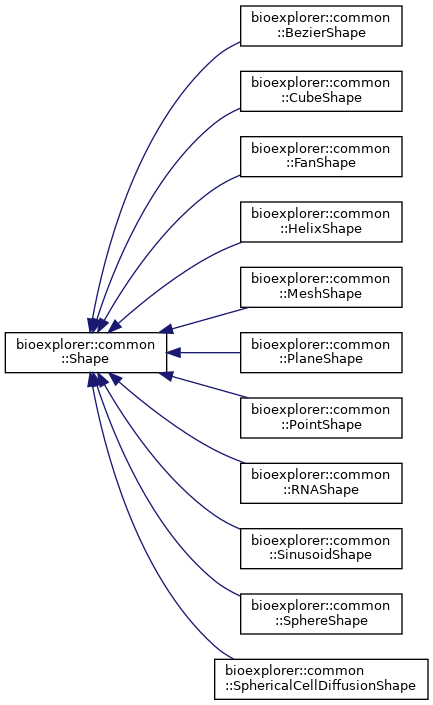 bioexplorer::common
::BezierShape
bioexplorer::common
::CubeShape
bioexplorer::common
::FanShape
bioexplorer::common
::HelixShape
bioexplorer::common
::MeshShape
bioexplorer::common
::Shape
bioexplorer::common
::PlaneShape
bioexplorer::common
::PointShape
bioexplorer::common
::RNAShape
bioexplorer::common
::SinusoidShape
bioexplorer::common
::SphereShape
bioexplorer::common
::SphericalCellDiffusionShape